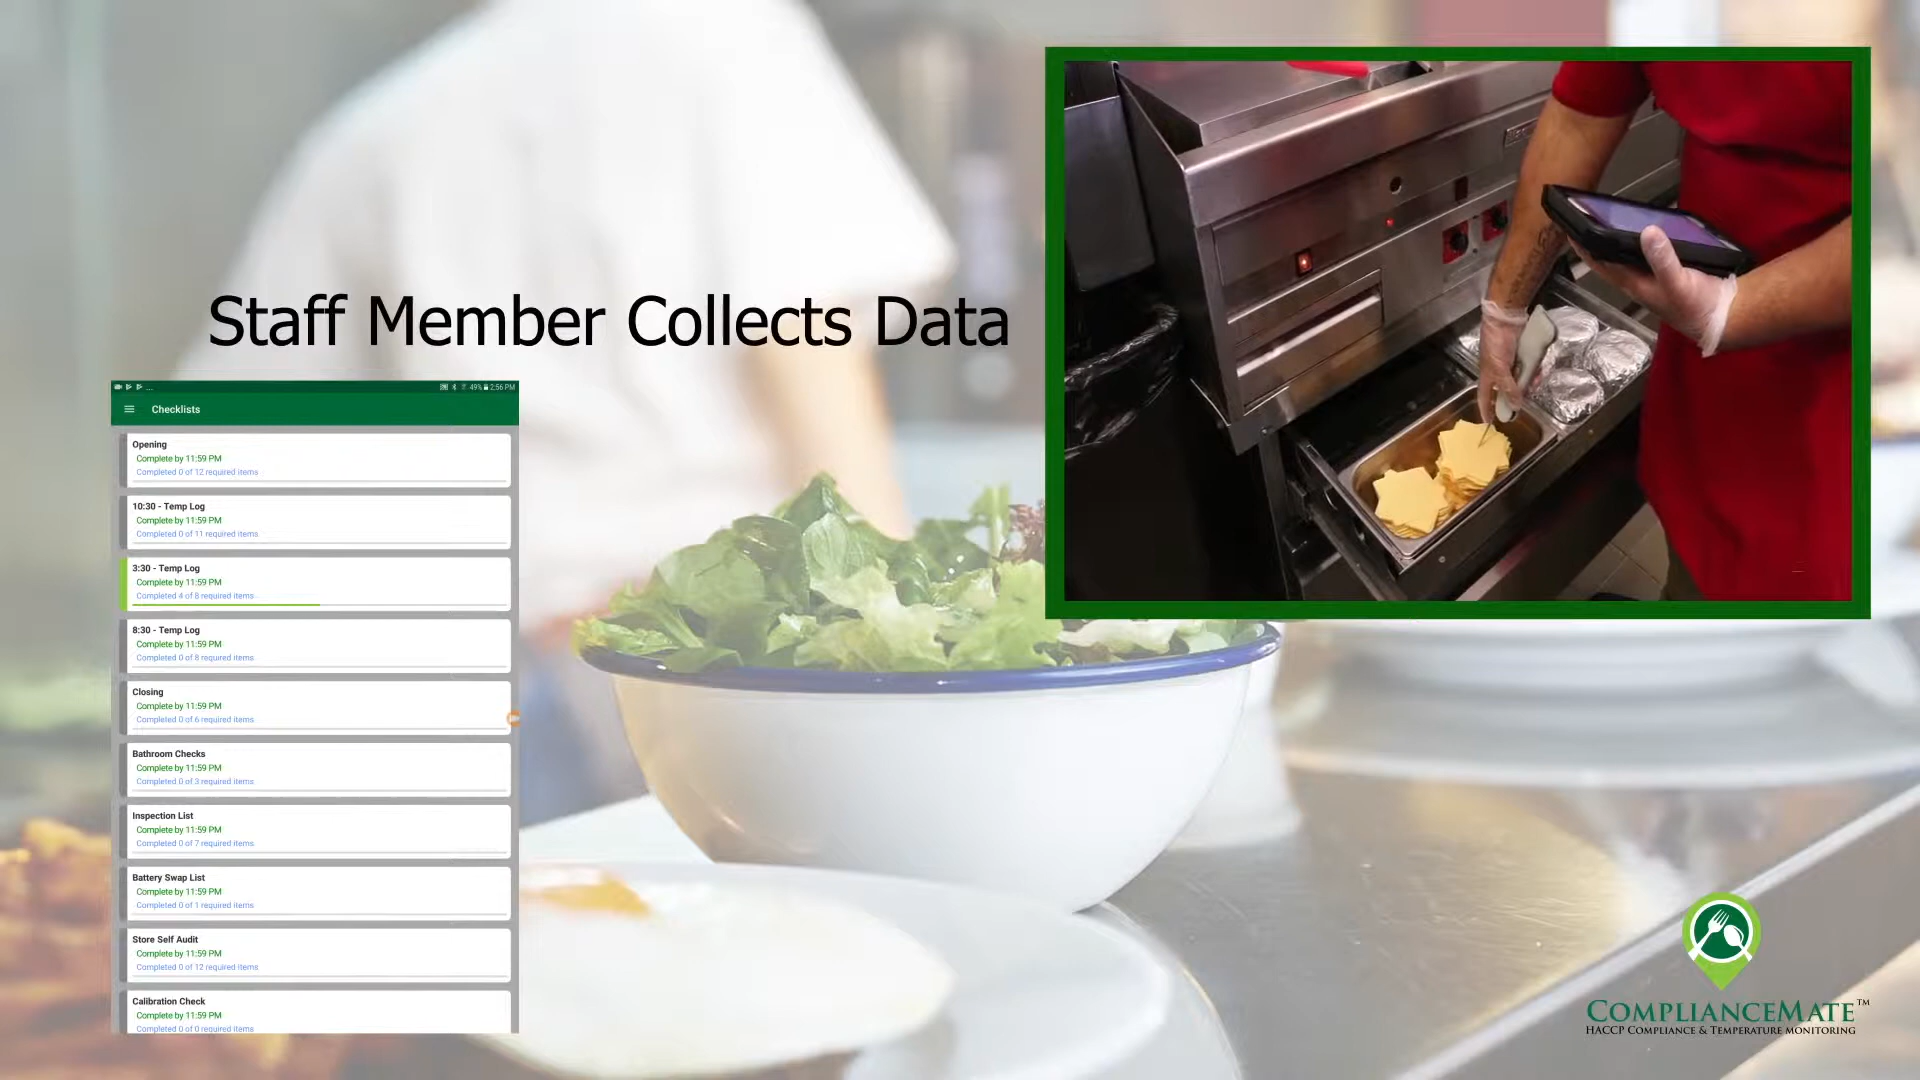 Staff Member Collects Data
49% 2:56 PM
Checklists
Opening
Complete by 11:59 PM
Completed 0 of 12 required items
10:30 - Temp Log
Complete by 11:59 PM
Completed 0 of 11 required items
3:30 - Temp Log
Complete by 11:59 PM
Completed 4 of 8 required items
8:30 - Temp Log
Complete by 11:59 PM
Completed 0 of 8 required items
Closing
Complete by 11:59 PM
Completed 0 of 6 required items
Bathroom Checks
Complete by 11:59 PM
Completed 0 of 3 required items
Inspection List
Complete by 11:59 PM
Completed 0 of 7 required items
Battery Swap List
Complete by 11:59 PM
Completed 0 of 1 required items
Store Self Audit
Complete by 11:59 PM
Completed 0 of 12 required items
Calibration Check
Complete by 11:59 PM
Completed 0 of 0 required items
COMPLIANCEMATE™
HACCP COMPLIANCE & TEMPERATURE MONITORING